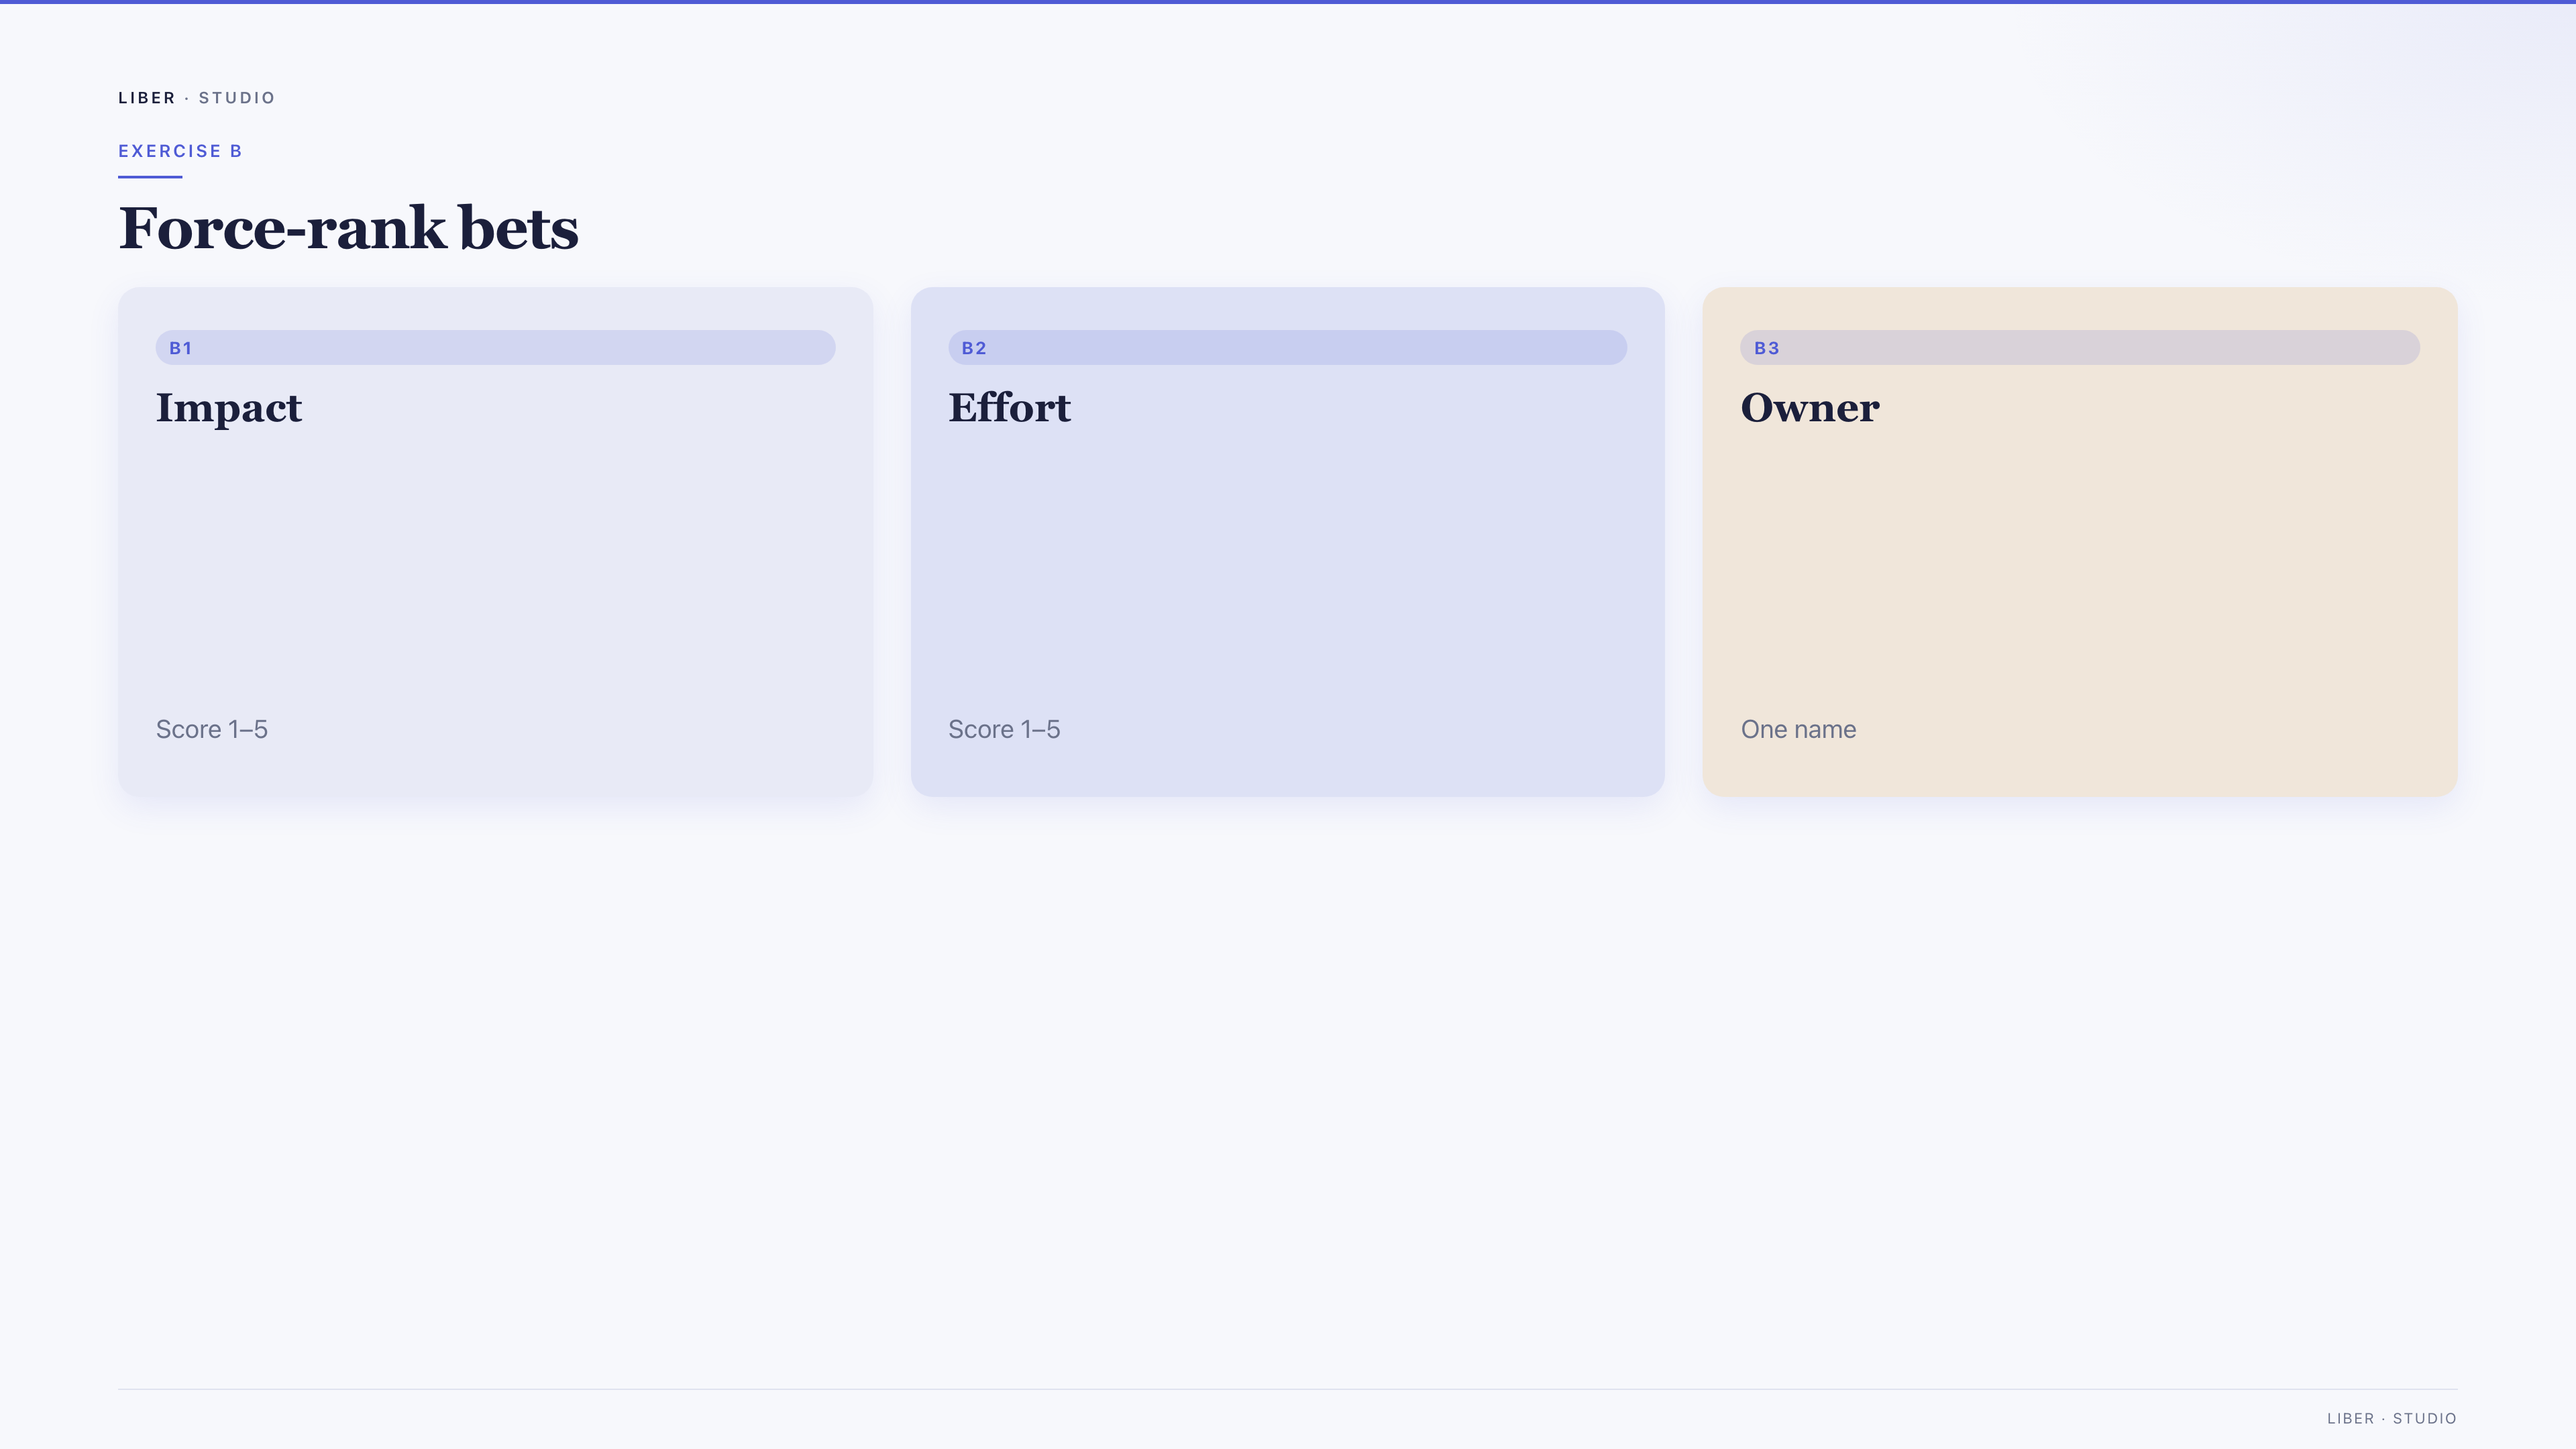 LIBER · STUDIO
EXERCISE B
Force-rank bets
B1
Impact
Score 1–5
B2
Effort
Score 1–5
B3
Owner
One name
LIBER · STUDIO